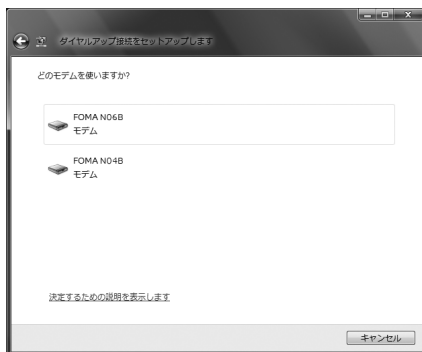 ダイヤルアップ接続をセットアップします
どのモデムを使いますか?
FOMA N06B
モデム
FOMA N04B
モデム
決定するための説明を表示します
キャンセル